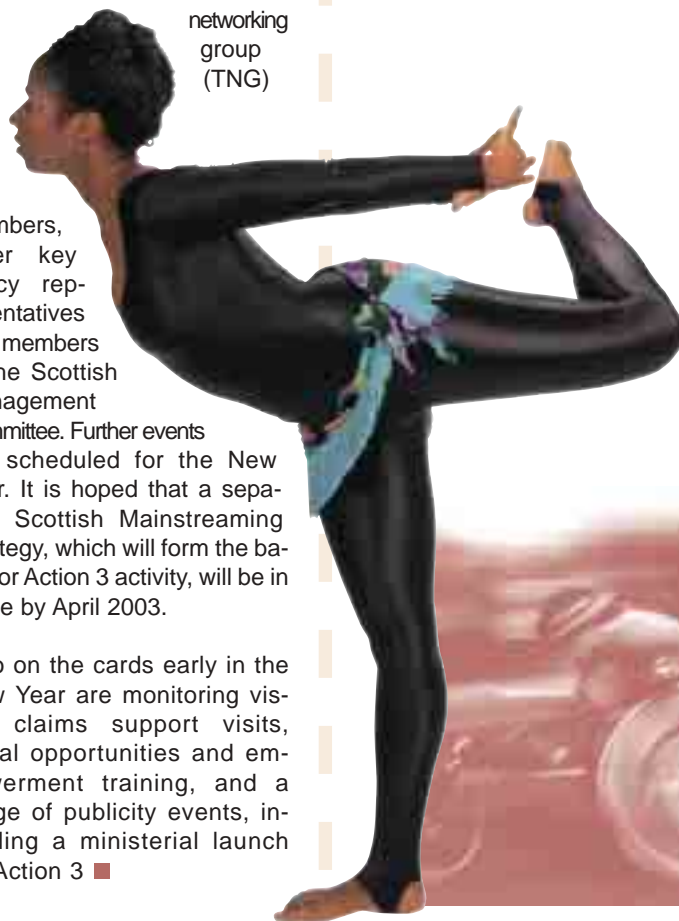 networking
group
(TNG)
mbers,
er key
cy rep-
entatives
members
he Scottish
nagement
mmittee. Further events
scheduled for the New
r. It is hoped that a sepa-
Scottish Mainstreaming
tegy, which will form the ba-
or Action 3 activity, will be in
e by April 2003.
o on the cards early in the
w Year are monitoring vis-
claims support visits,
al opportunities and em-
werment training, and a
ge of publicity events, in-
ding a ministerial launch
Action 3